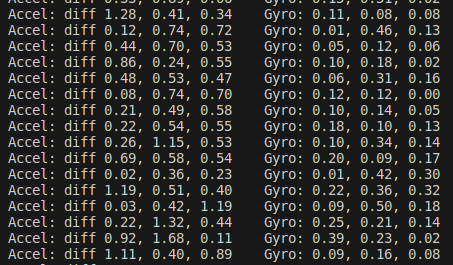 Accel: diff 1.28, 0.41, 0.34    Gyro: 0.11, 0.08, 0.08
Accel: diff 0.12, 0.74, 0.72    Gyro: 0.01, 0.46, 0.13
Accel: diff 0.44, 0.70, 0.53    Gyro: 0.05, 0.12, 0.06
Accel: diff 0.86, 0.24, 0.55    Gyro: 0.10, 0.18, 0.02
Accel: diff 0.48, 0.53, 0.47    Gyro: 0.06, 0.31, 0.16
Accel: diff 0.08, 0.74, 0.70    Gyro: 0.12, 0.12, 0.00
Accel: diff 0.21, 0.49, 0.58    Gyro: 0.10, 0.14, 0.05
Accel: diff 0.22, 0.54, 0.55    Gyro: 0.18, 0.10, 0.13
Accel: diff 0.26, 1.15, 0.53    Gyro: 0.10, 0.34, 0.14
Accel: diff 0.69, 0.58, 0.54    Gyro: 0.20, 0.09, 0.17
Accel: diff 0.02, 0.36, 0.23    Gyro: 0.01, 0.42, 0.30
Accel: diff 1.19, 0.51, 0.40    Gyro: 0.22, 0.36, 0.32
Accel: diff 0.03, 0.42, 1.19    Gyro: 0.09, 0.50, 0.18
Accel: diff 0.22, 1.32, 0.44    Gyro: 0.25, 0.21, 0.14
Accel: diff 0.92, 1.68, 0.11    Gyro: 0.39, 0.23, 0.02
Accel: diff 1.11, 0.40, 0.89    Gyro: 0.09, 0.16, 0.08